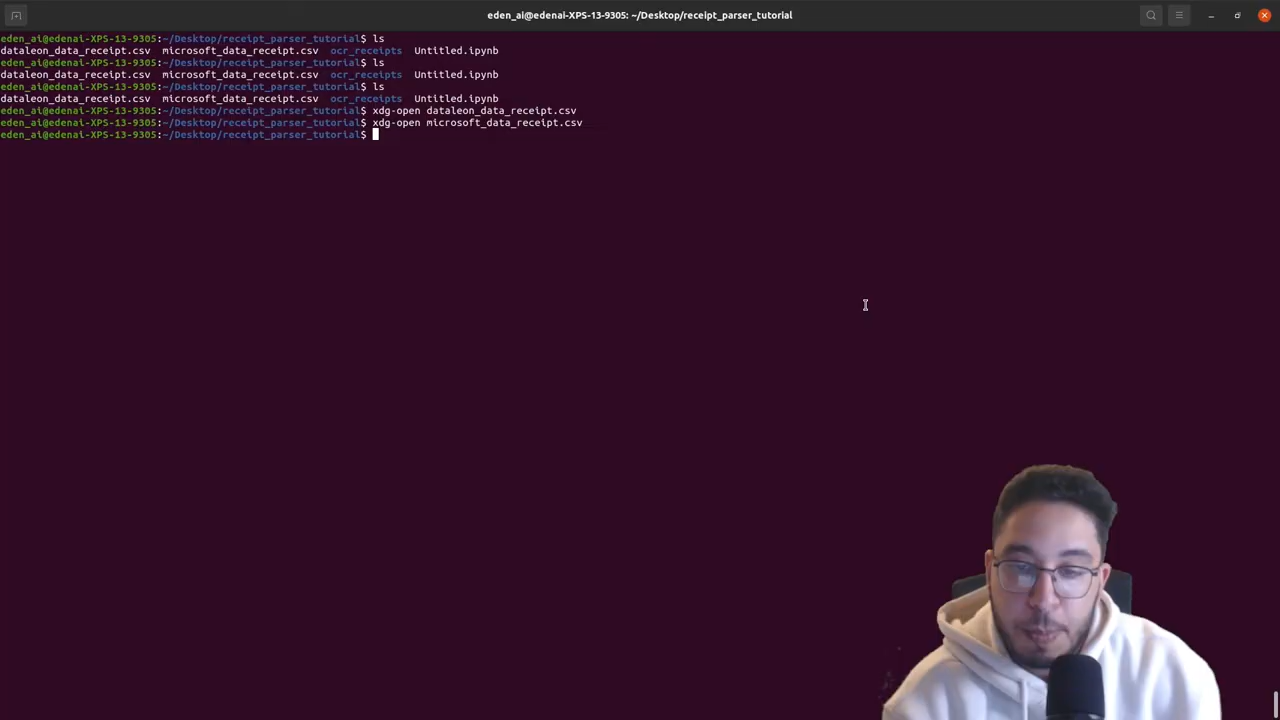 eden_ai@edenai-XPS-13-9305: ~/Desktop/receipt_parser_tutorial
eden_ai@edenai-XPS-13-9305:~/Desktop/receipt_parser_tutorial$ ls
dataleon_data_receipt.csv  microsoft_data_receipt.csv  ocr_receipts  Untitled.ipynb
eden_ai@edenai-XPS-13-9305:~/Desktop/receipt_parser_tutorial$ ls
dataleon_data_receipt.csv  microsoft_data_receipt.csv  ocr_receipts  Untitled.ipynb
eden_ai@edenai-XPS-13-9305:~/Desktop/receipt_parser_tutorial$ ls
dataleon_data_receipt.csv  microsoft_data_receipt.csv  ocr_receipts  Untitled.ipynb
eden_ai@edenai-XPS-13-9305:~/Desktop/receipt_parser_tutorial$ xdg-open dataleon_data_receipt.csv
eden_ai@edenai-XPS-13-9305:~/Desktop/receipt_parser_tutorial$ xdg-open microsoft_data_receipt.csv
eden_ai@edenai-XPS-13-9305:~/Desktop/receipt_parser_tutorial$